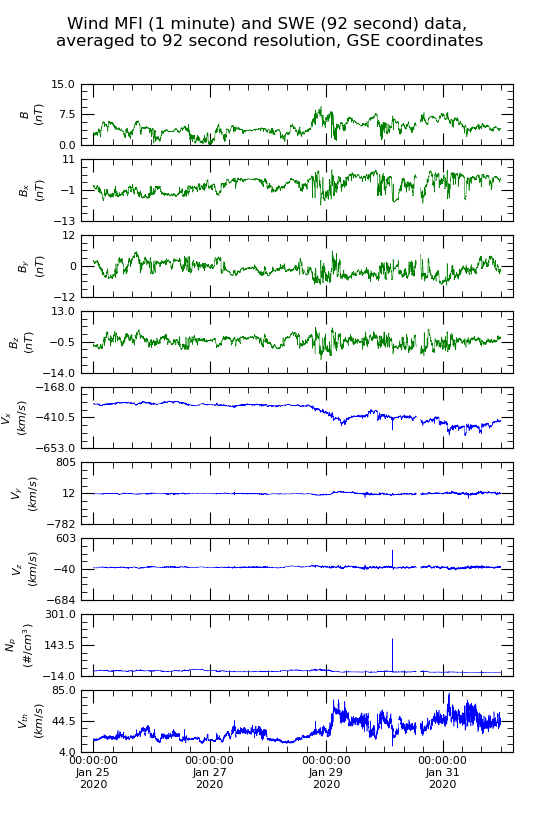 Wind MFI (1 minute) and SWE (92 second) data,
averaged to 92 second resolution, GSE coordinates
15.0
7.5
0.0
B
(nT)
11
−1
−13
Bx
(nT)
12
0
−12
By
(nT)
13.0
−0.5
−14.0
Bz
(nT)
−168.0
−410.5
−653.0
Vx
(km/s)
805
12
−782
Vy
(km/s)
603
−40
−684
Vz
(km/s)
301.0
143.5
−14.0
Np
(#/cm³)
85.0
44.5
4.0
Vth
(km/s)
00:00:00 00:00:00 00:00:00 00:00:00
Jan 25 Jan 27 Jan 29 Jan 31
2020 2020 2020 2020